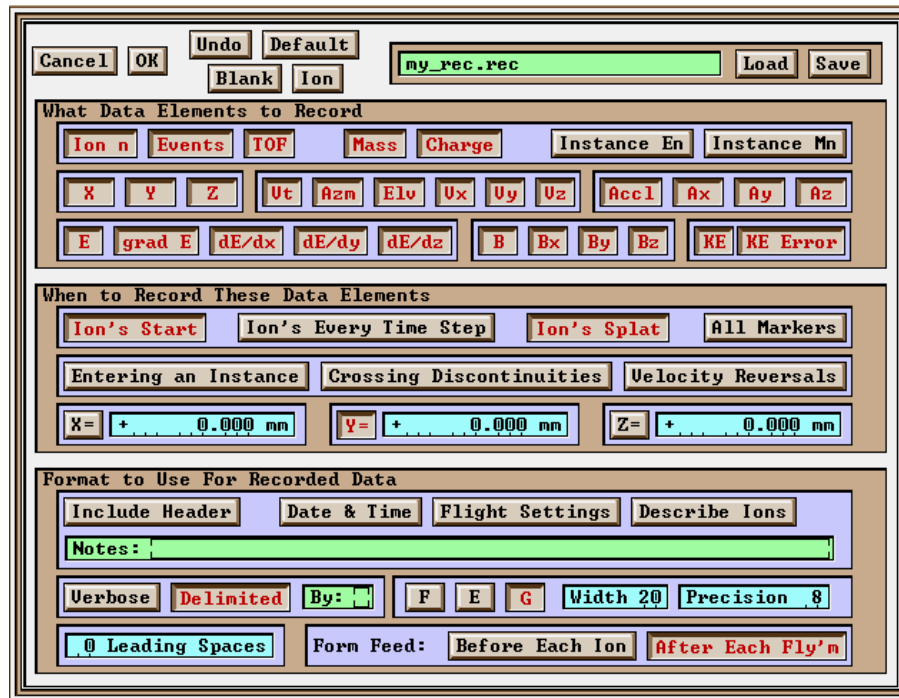 Cancel OK Undo Default
Blank Ion
my_rec.rec Load Save
What Data Elements to Record
Ion n Events TOF Mass Charge Instance En Instance Mn
X Y Z Vt Azm Elv Vx Vy Vz Accl Ax Ay Az
E grad E dE/dx dE/dy dE/dz B Bx By Bz KE KE Error
When to Record These Data Elements
Ion's Start Ion's Every Time Step Ion's Splat All Markers
Entering an Instance Crossing Discontinuities Velocity Reversals
X= + 0.000 mm Y= + 0.000 mm Z= + 0.000 mm
Format to Use For Recorded Data
Include Header Date & Time Flight Settings Describe Ions
Notes:
Verbose Delimited By: F E G Width 20 Precision 8
0 Leading Spaces Form Feed: Before Each Ion After Each Fly'm